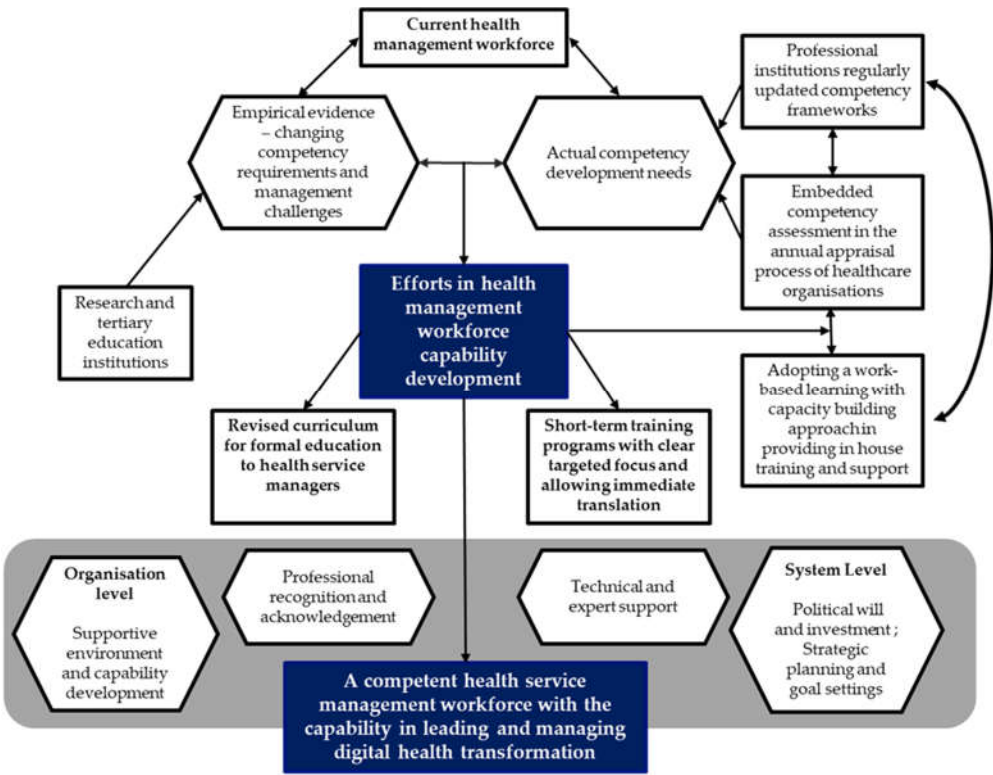 Current health
management workforce
Professional
institutions regularly
updated competency
frameworks
Empirical evidence
– changing
competency
requirements and
management
challenges
Actual competency
development needs
Embedded
competency
assessment in the
annual appraisal
process of healthcare
organisations
Research and
tertiary
education
institutions
Efforts in health
management
workforce
capability
development
Adopting a work-
based learning with
capacity building
approach in
providing in house
training and support
Revised curriculum
for formal education
to health service
managers
Short-term training
programs with clear
targeted focus and
allowing immediate
translation
Organisation
level
Supportive
environment
and capability
development
Professional
recognition and
acknowledgement
Technical and
expert support
System Level
Political will
and investment ;
Strategic
planning and
goal settings
A competent health service
management workforce with the
capability in leading and managing
digital health transformation